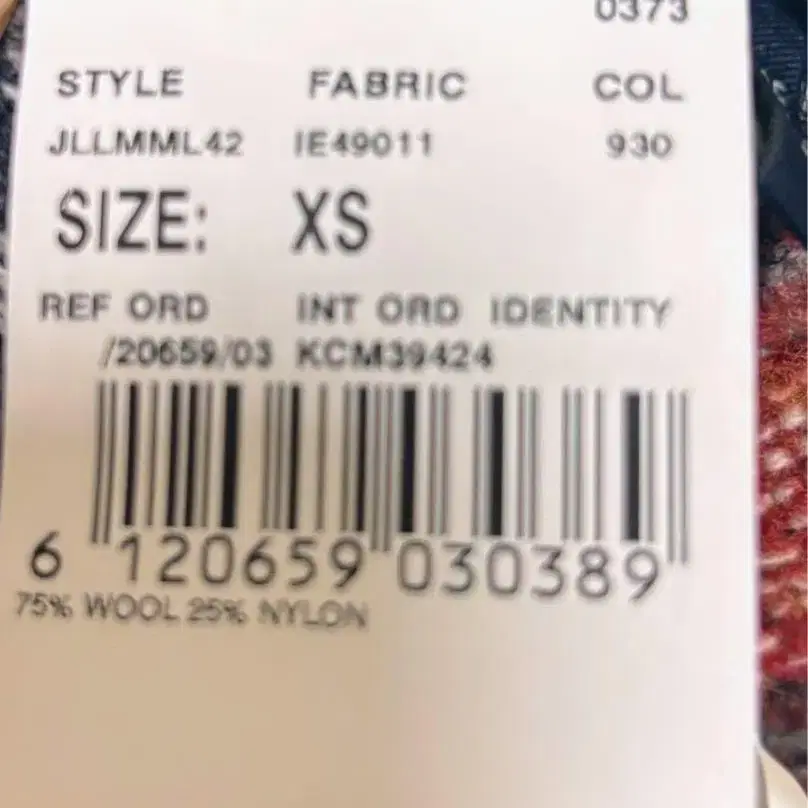 0373
STYLE FABRIC COL
JLLMML42 IE49011 930
SIZE: XS
REF ORD INT ORD IDENTITY
/20659/03 KCM39424
6 120659 030389
75% WOOL 25% NYLON